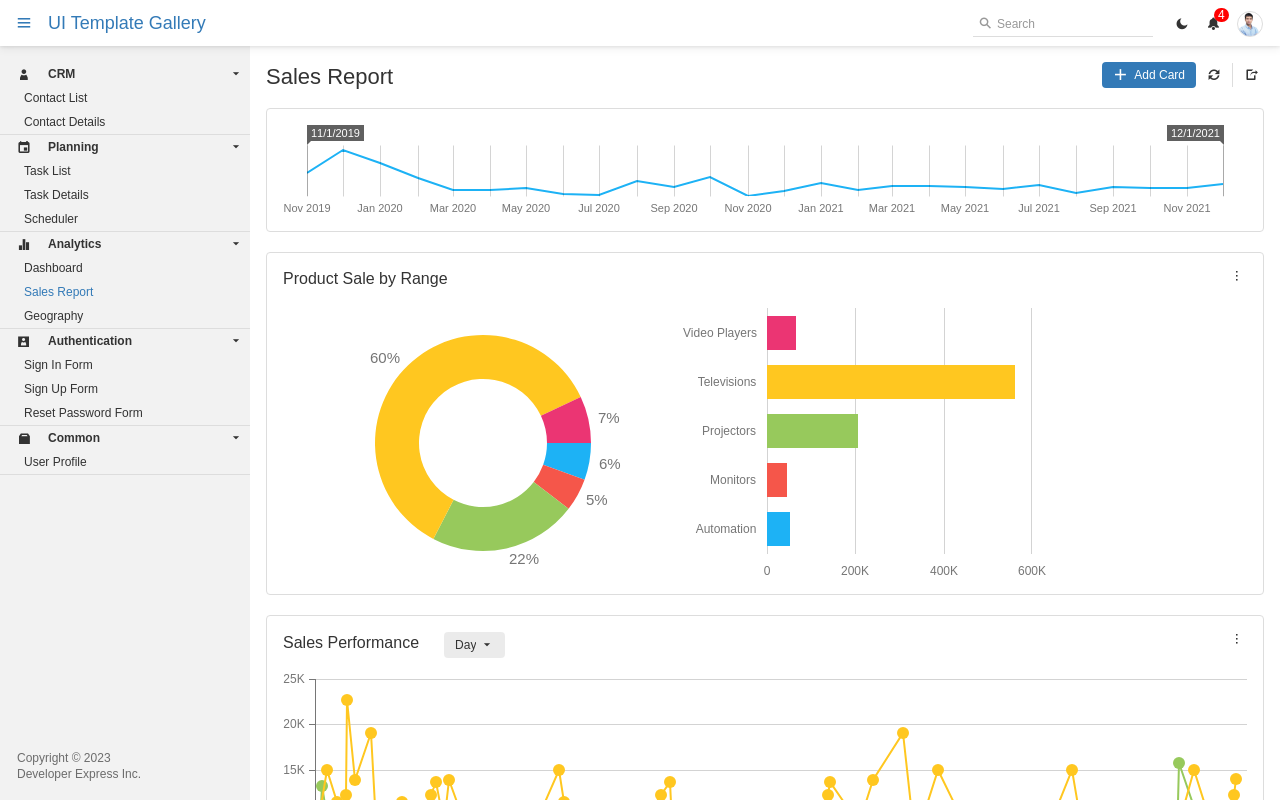 UI Template Gallery
Search
4
CRM
Contact List
Contact Details
Planning
Task List
Task Details
Scheduler
Analytics
Dashboard
Sales Report
Geography
Authentication
Sign In Form
Sign Up Form
Reset Password Form
Common
User Profile
Copyright © 2023
Developer Express Inc.
Sales Report
Add Card
11/1/2019
12/1/2021
Nov 2019 Jan 2020 Mar 2020 May 2020 Jul 2020 Sep 2020 Nov 2020 Jan 2021 Mar 2021 May 2021 Jul 2021 Sep 2021 Nov 2021
Product Sale by Range
60%
7%
6%
5%
22%
Video Players
Televisions
Projectors
Monitors
Automation
0 200K 400K 600K
Sales Performance
Day
25K
20K
15K